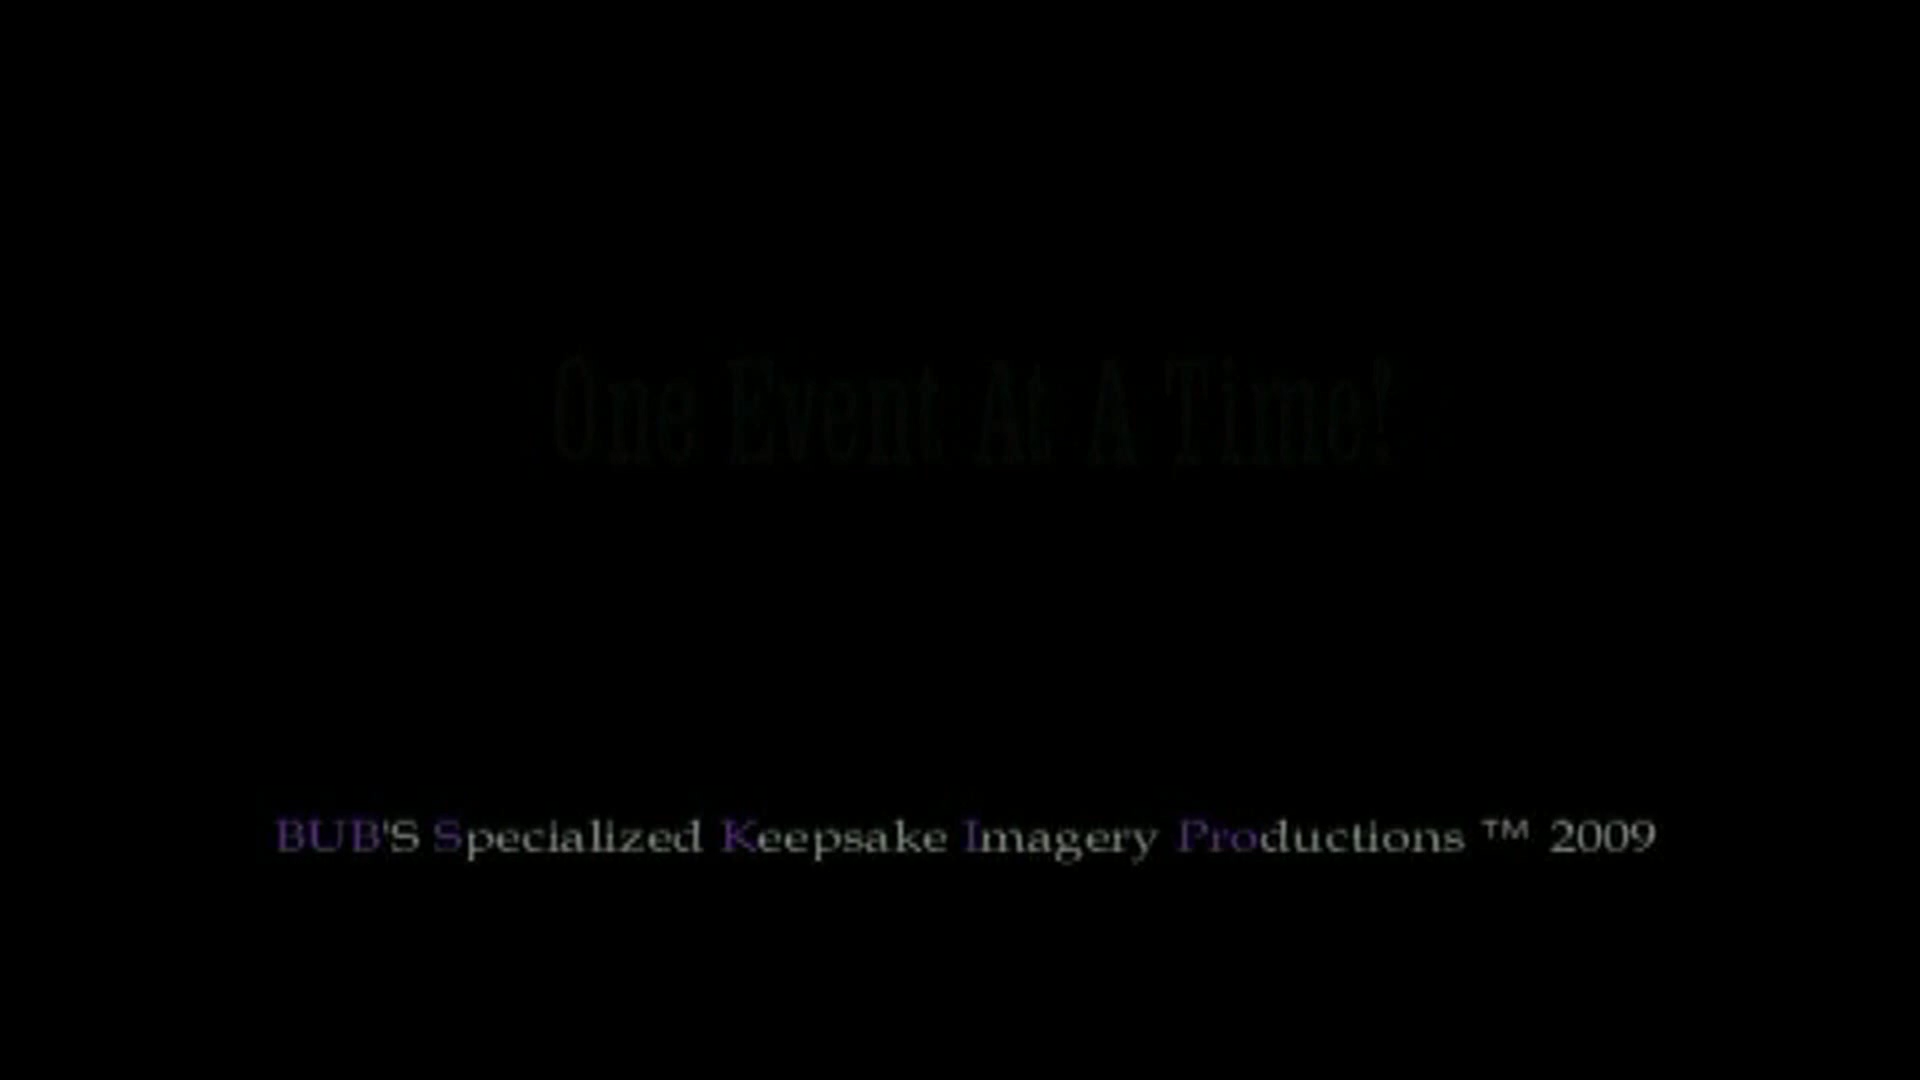 One Event At A Time!
BUB'S Specialized Keepsake Imagery Productions ™ 2009